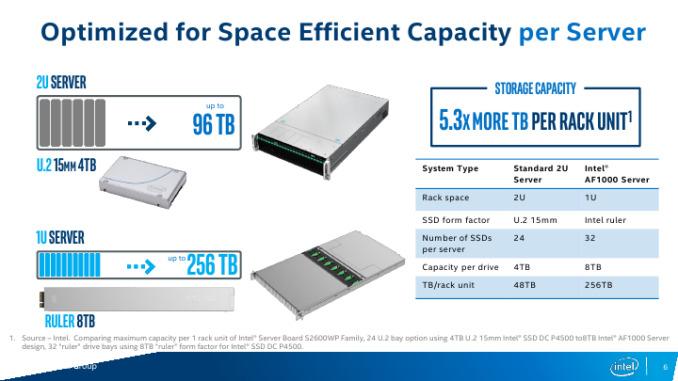 Optimized for Space Efficient Capacity per Server
2U SERVER
up to
96 TB
U.2 15MM 4TB
1U SERVER
up to 256 TB
RULER 8TB
STORAGE CAPACITY
5.3X MORE TB PER RACK UNIT¹
System Type Standard 2U Server Intel® AF1000 Server
Rack space 2U 1U
SSD form factor U.2 15mm Intel ruler
Number of SSDs per server 24 32
Capacity per drive 4TB 8TB
TB/rack unit 48TB 256TB
1. Source – Intel. Comparing maximum capacity per 1 rack unit of Intel® Server Board S2600WP Family, 24 U.2 bay option using 4TB U.2 15mm Intel® SSD DC P4500 to8TB Intel® AF1000 Server
design, 32 "ruler" drive bays using 8TB "ruler" form factor for Intel® SSD DC P4500.
Group
intel
6